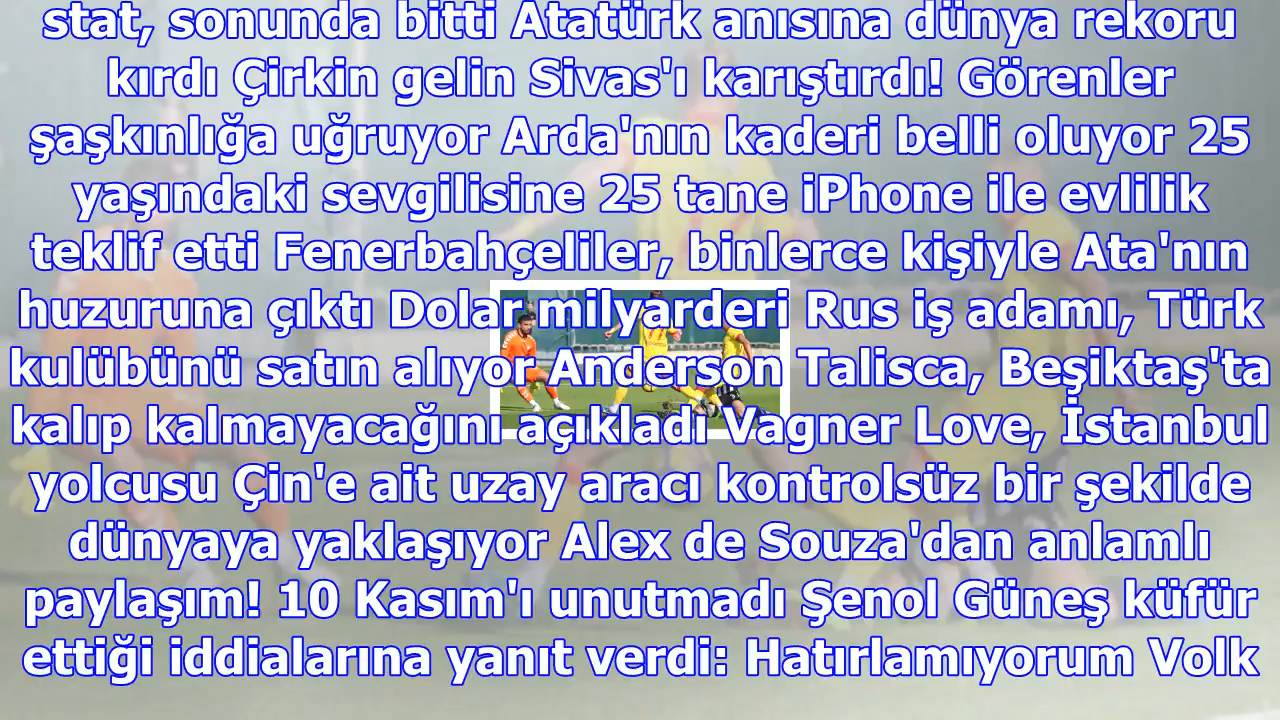 stat, sonunda bitti Atatürk anısına dünya rekoru
kırdı Çirkin gelin Sivas'ı karıştırdı! Görenler
şaşkınlığa uğruyor Arda'nın kaderi belli oluyor 25
yaşındaki sevgilisine 25 tane iPhone ile evlilik
teklif etti Fenerbahçeliler, binlerce kişiyle Ata'nın
huzuruna çıktı Dolar milyarderi Rus iş adamı, Türk
kulübünü satın alıyor Anderson Talisca, Beşiktaş'ta
kalıp kalmayacağını açıkladı Vagner Love, İstanbul
yolcusu Çin'e ait uzay aracı kontrolsüz bir şekilde
dünyaya yaklaşıyor Alex de Souza'dan anlamlı
paylaşım! 10 Kasım'ı unutmadı Şenol Güneş küfür
ettiği iddialarına yanıt verdi: Hatırlamıyorum Volk